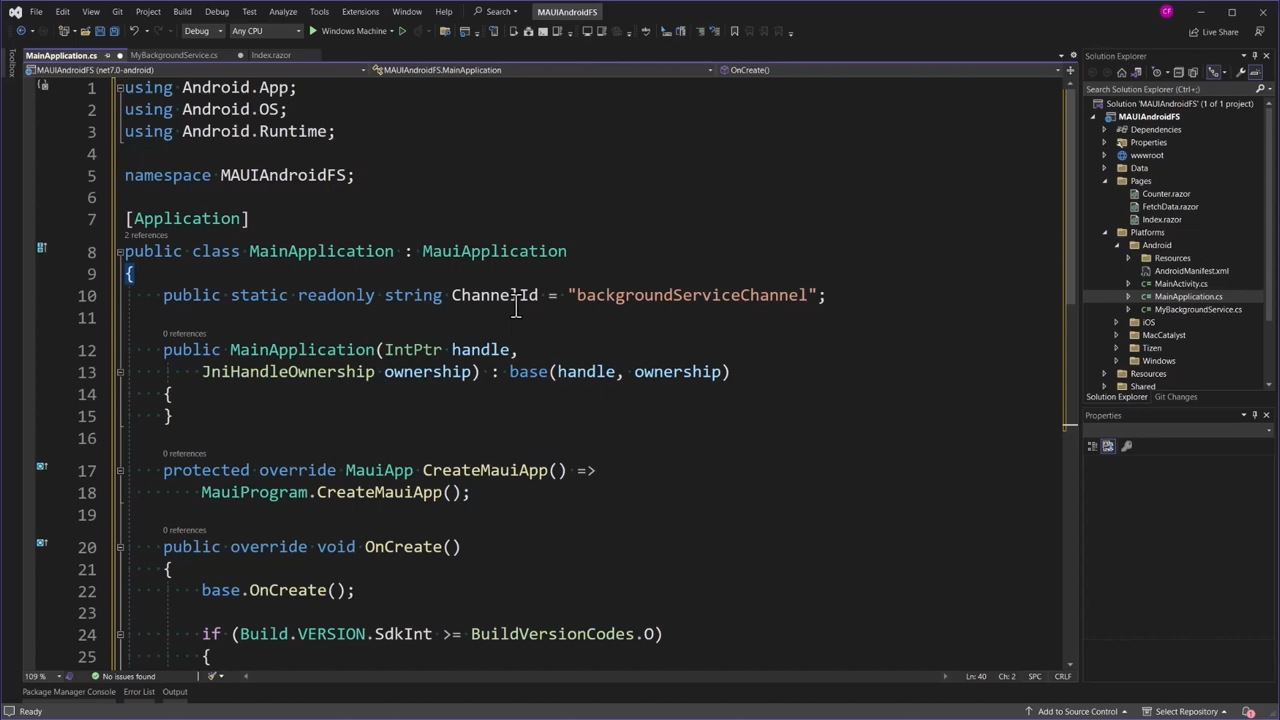 File Edit View Git Project Build Debug Test Analyze Tools Extensions Window Help Search MAUIAndroidFS CF
Debug Any CPU Windows Machine Live Share
MainApplication.cs MyBackgroundService.cs Index.razor
MAUIAndroidFS (net7.0-android) MAUIAndroidFS.MainApplication OnCreate()
Toolbox
1 using Android.App;
2 using Android.OS;
3 using Android.Runtime;
4
5 namespace MAUIAndroidFS;
6
7 [Application]
2 references
8 public class MainApplication : MauiApplication
9 {
10 public static readonly string ChannelId = "backgroundServiceChannel";
11
0 references
12 public MainApplication(IntPtr handle,
13 JniHandleOwnership ownership) : base(handle, ownership)
14 {
15 }
16
0 references
17 protected override MauiApp CreateMauiApp() =>
18 MauiProgram.CreateMauiApp();
19
0 references
20 public override void OnCreate()
21 {
22 base.OnCreate();
23
24 if (Build.VERSION.SdkInt >= BuildVersionCodes.O)
25 {
109 % No issues found Ln: 40 Ch: 2 SPC CRLF
Package Manager Console Error List Output
Ready Add to Source Control Select Repository 1
Solution Explorer
Search Solution Explorer (Ctrl+;)
Solution 'MAUIAndroidFS' (1 of 1 project)
MAUIAndroidFS
Dependencies
Properties
wwwroot
Data
Pages
Counter.razor
FetchData.razor
Index.razor
Platforms
Android
Resources
AndroidManifest.xml
MainActivity.cs
MainApplication.cs
MyBackgroundService.cs
iOS
MacCatalyst
Tizen
Windows
Resources
Shared
Solution Explorer Git Changes
Properties